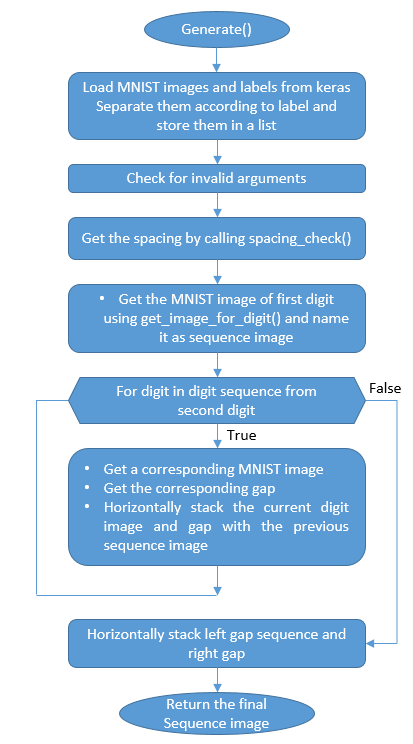 Generate()
Load MNIST images and labels from keras
Separate them according to label and
store them in a list
Check for invalid arguments
Get the spacing by calling spacing_check()
• Get the MNIST image of first digit
using get_image_for_digit() and name
it as sequence image
For digit in digit sequence from
second digit
False
True
• Get a corresponding MNIST image
• Get the corresponding gap
• Horizontally stack the current digit
image and gap with the previous
sequence image
Horizontally stack left gap sequence and
right gap
Return the final
Sequence image